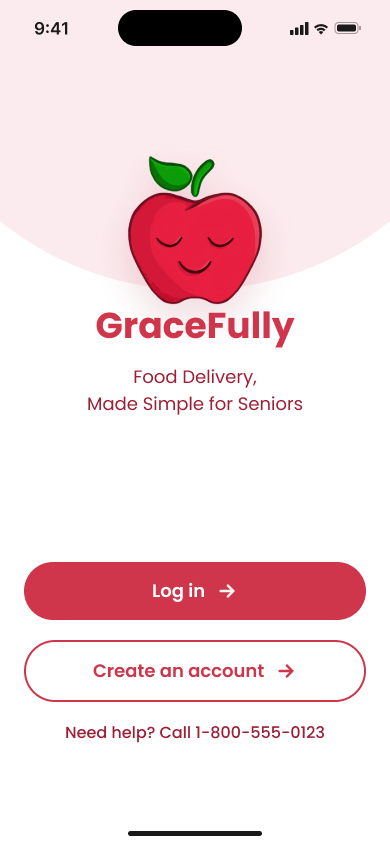 9:41
GraceFully
Food Delivery,
Made Simple for Seniors
Log in
Create an account
Need help? Call 1-800-555-0123